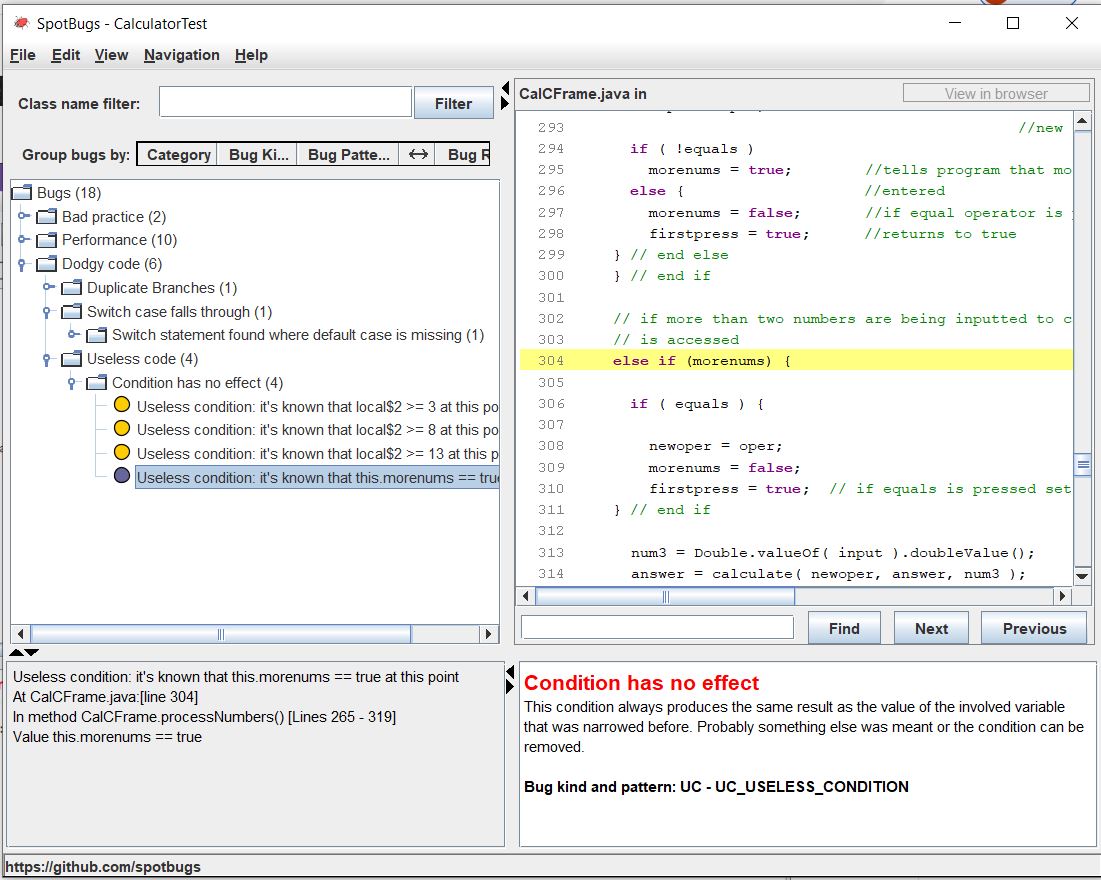 SpotBugs - CalculatorTest
File Edit View Navigation Help
Class name filter: Filter
Group bugs by: Category Bug Ki... Bug Patte... Bug R
Bugs (18)
Bad practice (2)
Performance (10)
Dodgy code (6)
Duplicate Branches (1)
Switch case falls through (1)
Switch statement found where default case is missing (1)
Useless code (4)
Condition has no effect (4)
Useless condition: it's known that local$2 >= 3 at this po
Useless condition: it's known that local$2 >= 8 at this po
Useless condition: it's known that local$2 >= 13 at this p
Useless condition: it's known that this.morenums == true
CalCFrame.java in View in browser
293 //new
294 if ( !equals )
295 morenums = true; //tells program that mo
296 else { //entered
297 morenums = false; //if equal operator is
298 firstpress = true; //returns to true
299 } // end else
300 } // end if
301
302 // if more than two numbers are being inputted to c
303 // is accessed
304 else if (morenums) {
305
306 if ( equals ) {
307
308 newoper = oper;
309 morenums = false;
310 firstpress = true; // if equals is pressed set
311 } // end if
312
313 num3 = Double.valueOf( input ).doubleValue();
314 answer = calculate( newoper, answer, num3 );
Find Next Previous
Useless condition: it's known that this.morenums == true at this point
At CalCFrame.java:[line 304]
In method CalCFrame.processNumbers() [Lines 265 - 319]
Value this.morenums == true
Condition has no effect
This condition always produces the same result as the value of the involved variable
that was narrowed before. Probably something else was meant or the condition can be
removed.
Bug kind and pattern: UC - UC_USELESS_CONDITION
https://github.com/spotbugs